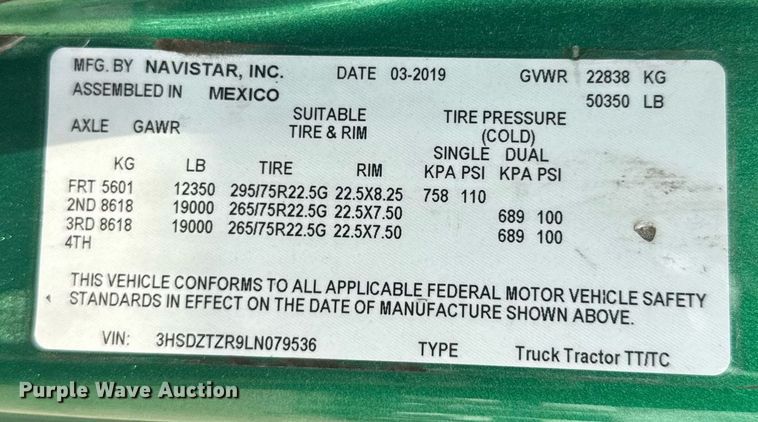 MFG. BY NAVISTAR, INC. DATE 03-2019 GVWR 22838 KG
ASSEMBLED IN MEXICO 50350 LB
AXLE GAWR SUITABLE TIRE & RIM TIRE PRESSURE (COLD)
SINGLE DUAL
KG LB TIRE RIM KPA PSI KPA PSI
FRT 5601 12350 295/75R22.5G 22.5X8.25 758 110
2ND 8618 19000 265/75R22.5G 22.5X7.50 689 100
3RD 8618 19000 265/75R22.5G 22.5X7.50 689 100
4TH
THIS VEHICLE CONFORMS TO ALL APPLICABLE FEDERAL MOTOR VEHICLE SAFETY
STANDARDS IN EFFECT ON THE DATE OF MANUFACTURE SHOWN ABOVE.
VIN: 3HSDZTZR9LN079536 TYPE Truck Tractor TT/TC
Purple Wave Auction